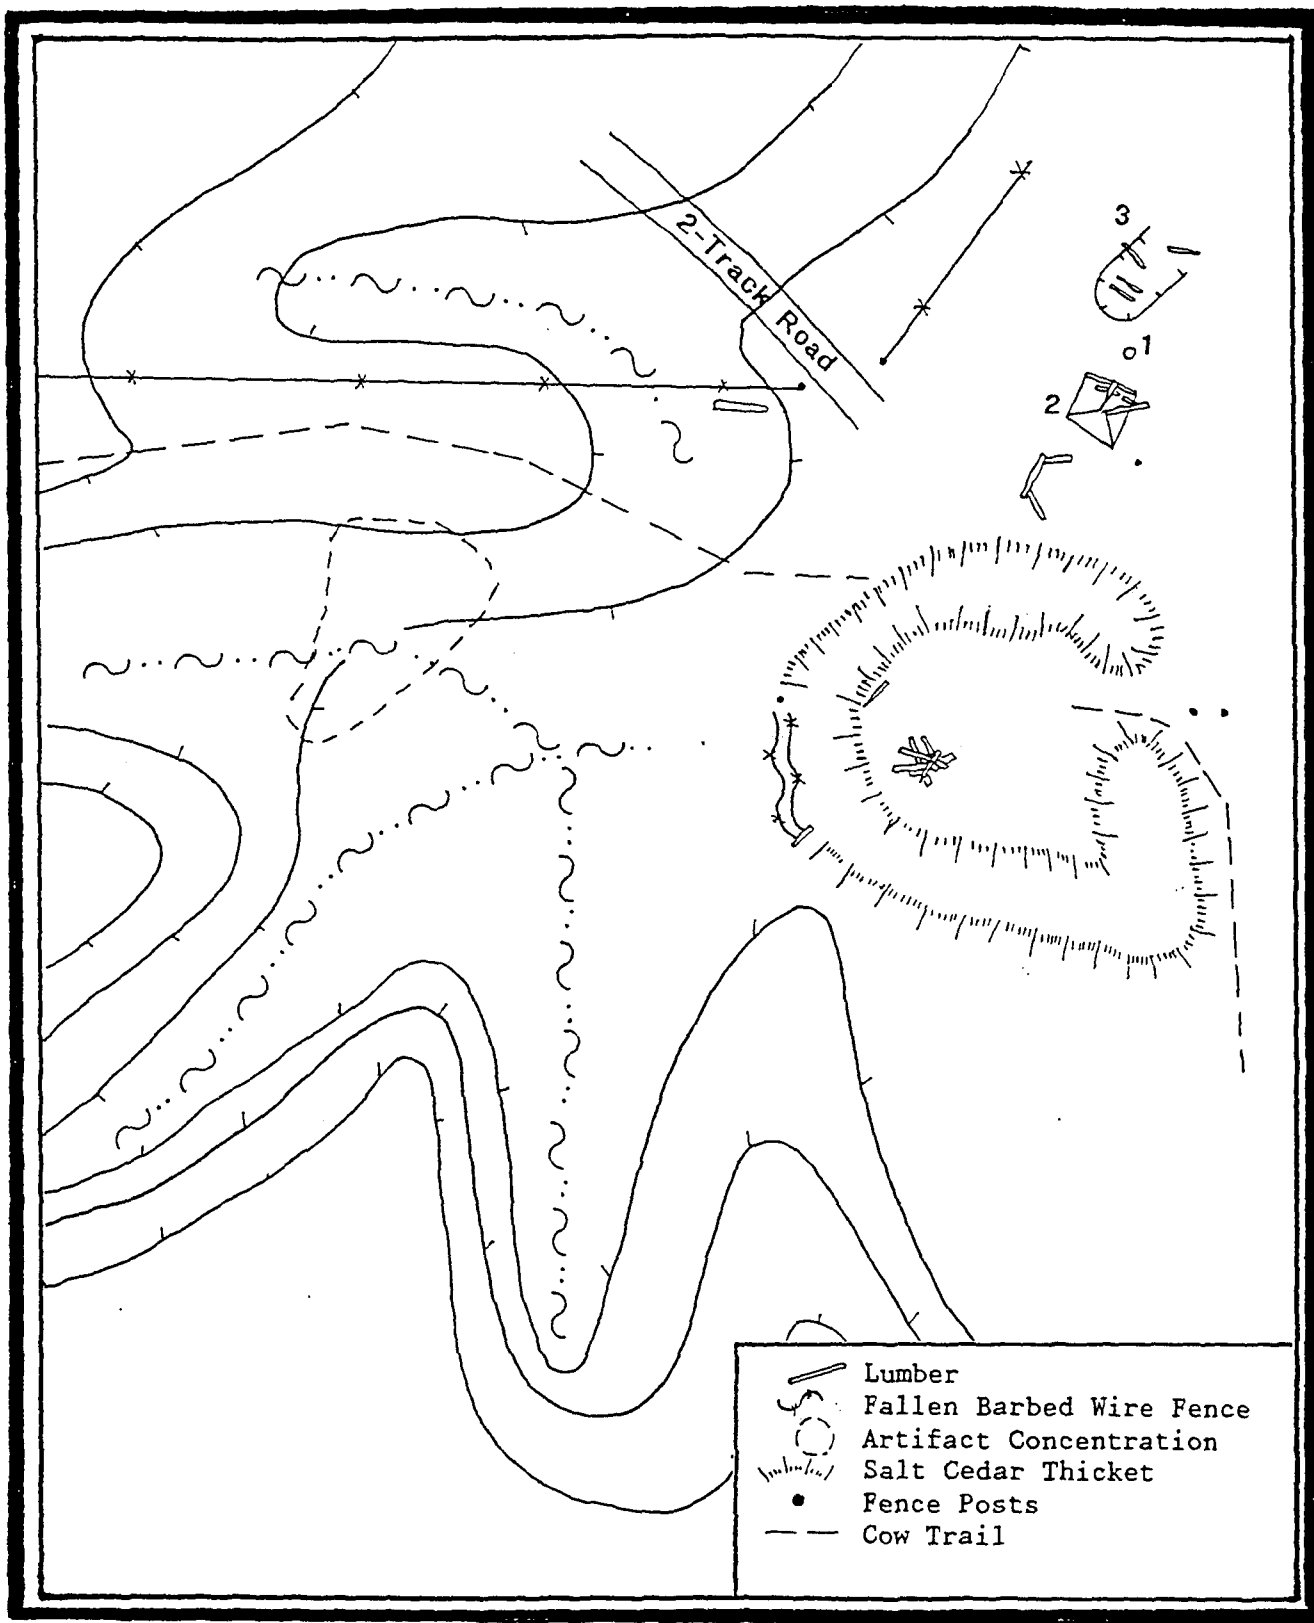 3
2-Track Road
1
2
Lumber
Fallen Barbed Wire Fence
Artifact Concentration
Salt Cedar Thicket
Fence Posts
Cow Trail